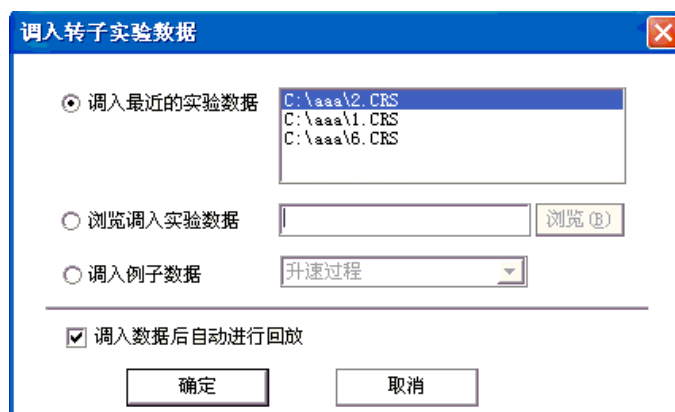 调入转子实验数据
调入最近的实验数据
C:\aaa\2.CRS
C:\aaa\1.CRS
C:\aaa\6.CRS
浏览调入实验数据
浏览(B)
调入例子数据
升速过程
调入数据后自动进行回放
确定
取消